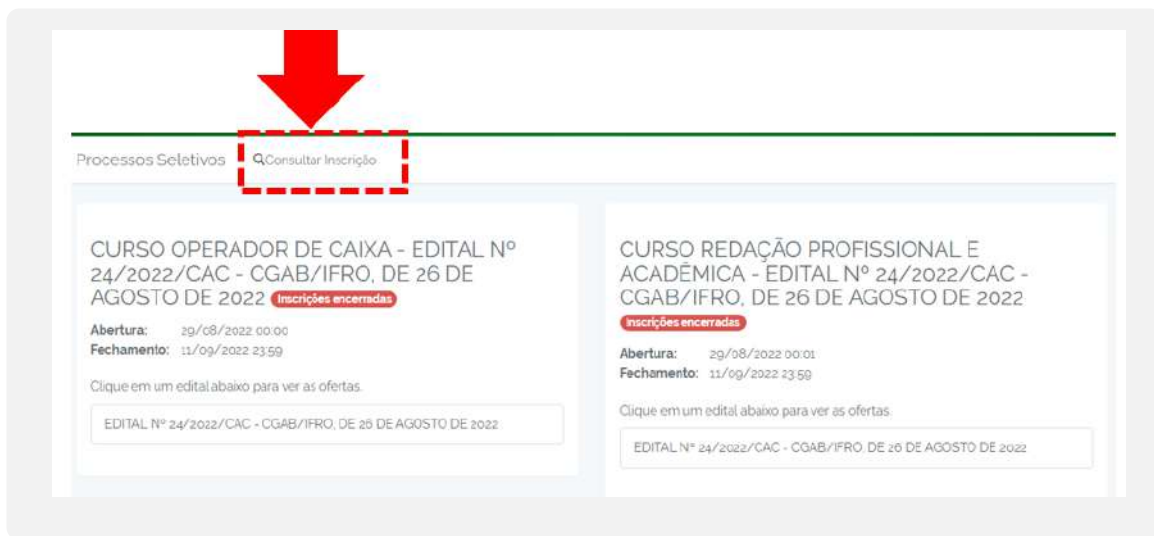 Processos Seletivos Consultar Inscrição
CURSO OPERADOR DE CAIXA - EDITAL Nº
24/2022/CAC - CGAB/IFRO, DE 26 DE
AGOSTO DE 2022 Inscrições encerradas
Abertura: 29/08/2022 00:00
Fechamento: 11/09/2022 23:59
Clique em um edital abaixo para ver as ofertas.
EDITAL Nº 24/2022/CAC - CGAB/IFRO, DE 26 DE AGOSTO DE 2022
CURSO REDAÇÃO PROFISSIONAL E
ACADÊMICA - EDITAL Nº 24/2022/CAC -
CGAB/IFRO, DE 26 DE AGOSTO DE 2022
Inscrições encerradas
Abertura: 29/08/2022 00:01
Fechamento: 11/09/2022 23:59
Clique em um edital abaixo para ver as ofertas.
EDITAL Nº 24/2022/CAC - CGAB/IFRO, DE 26 DE AGOSTO DE 2022